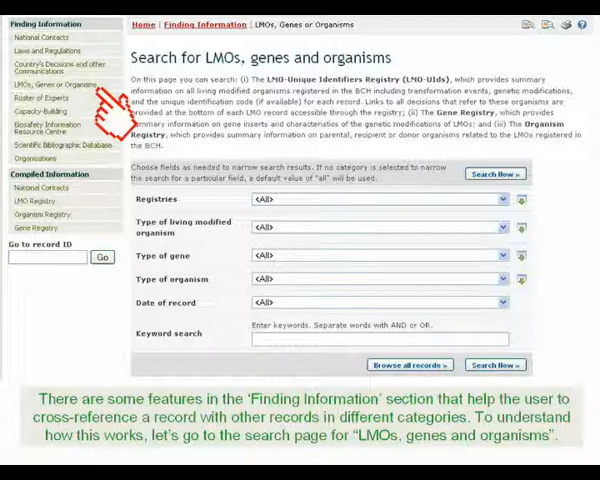 Finding Information
National Contacts
Laws and Regulations
Country's Decisions and other
Communications
LMOs, Genes or Organisms
Roster of Experts
Capacity-Building
Biosafety Information
Resource Centre
Scientific Bibliographic Database
Organisations
Compiled Information
National Contacts
LMO Registry
Organism Registry
Gene Registry
Go to record ID
Go
Home | Finding Information | LMOs, Genes or Organisms
Search for LMOs, genes and organisms
On this page you can search: (i) The LMO-Unique Identifiers Registry (LMO-UIds), which provides summary
information on all living modified organisms registered in the BCH including transformation events, genetic modifications,
and the unique identification code (if available) for each record. Links to all decisions that refer to these organisms are
provided at the bottom of each LMO record accessible through the registry; (ii) the Gene Registry, which provides
summary information on gene inserts and characteristics of the genetic modifications of LMOs; and (iii) the Organism
Registry, which provides summary information on parental, recipient or donor organisms related to the LMOs registered in
the BCH.
Choose fields as needed to narrow search results. If no category is selected to narrow
the search for a particular field, a default value of "all" will be used.
Search Now »
Registries
<All>
Type of living modified
organism
<All>
Type of gene
<All>
Type of organism
<All>
Date of record
<All>
Keyword search
Enter keywords. Separate words with AND or OR.
Browse all records »
Search Now »
There are some features in the ‘Finding Information’ section that help the user to
cross-reference a record with other records in different categories. To understand
how this works, let’s go to the search page for “LMOs, genes and organisms”.